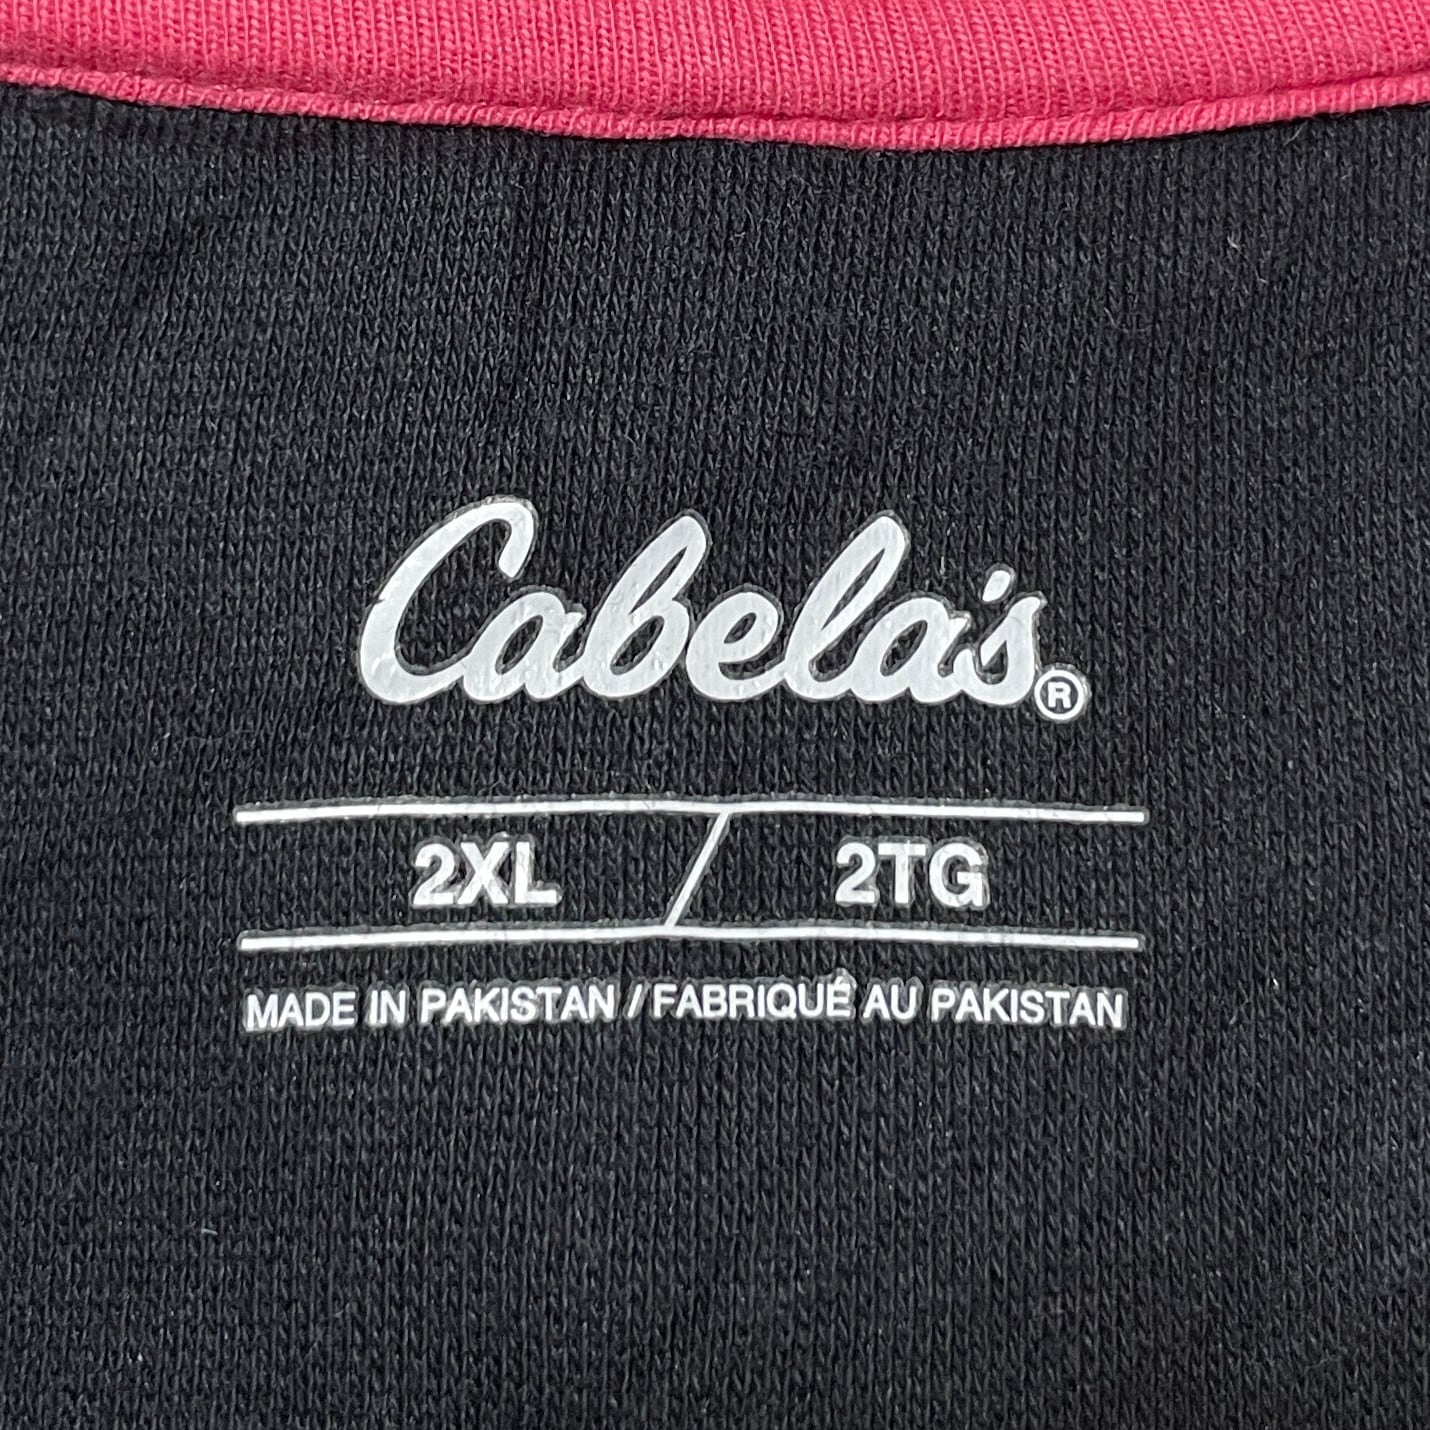 Cabela's®
2XL / 2TG
MADE IN PAKISTAN / FABRIQUÉ AU PAKISTAN